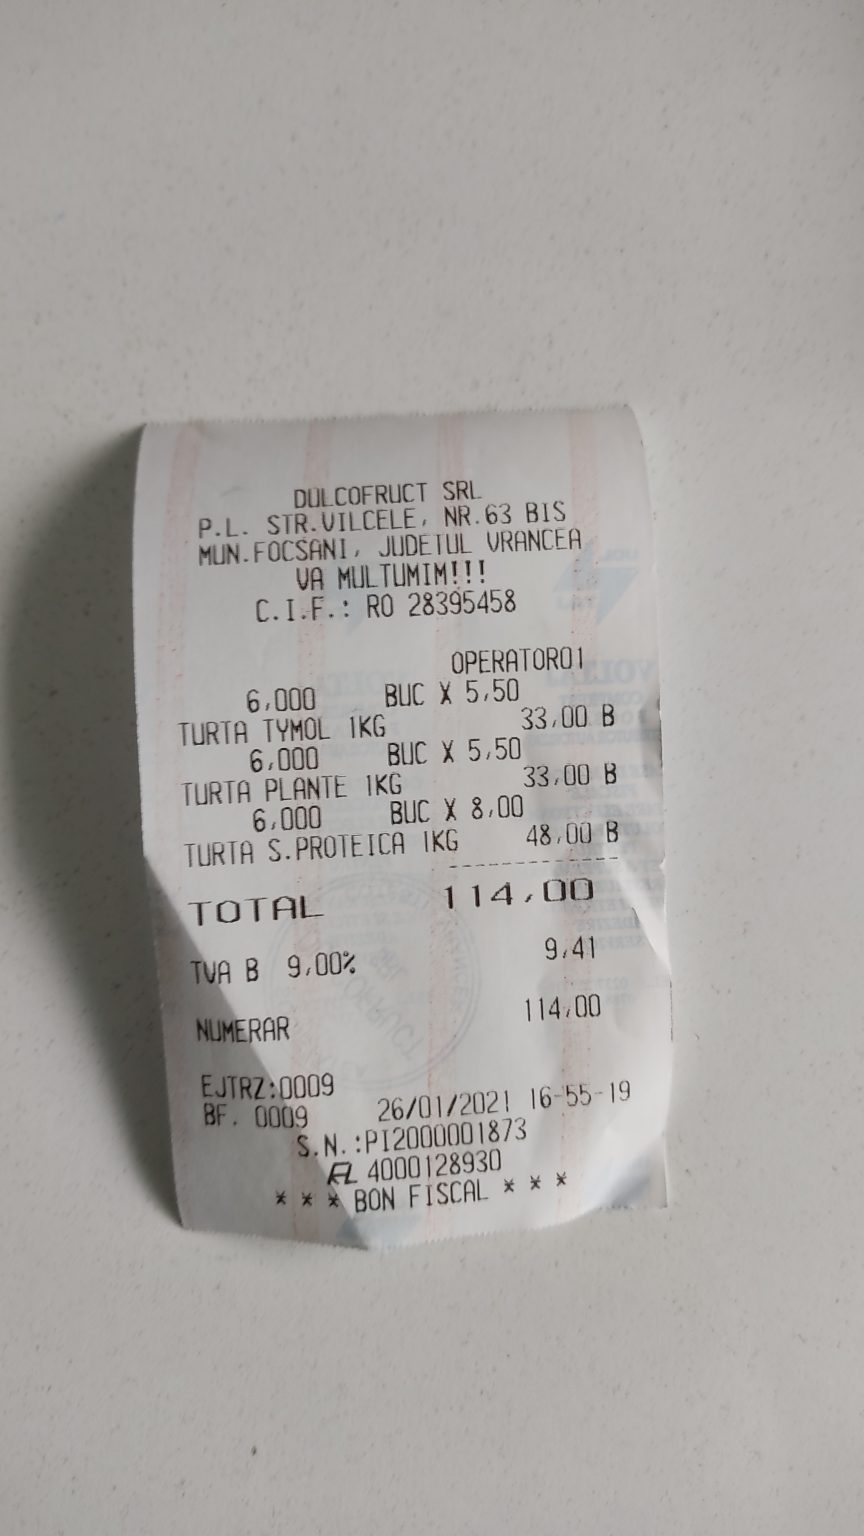 DULCOFRUCT SRL
P.L. STR.VILCELE, NR.63 BIS
MUN.FOCSANI, JUDETUL VRANCEA
VA MULTUMIM!!!
C.I.F.: RO 28395458
OPERATOR01
6,000 BUC X 5,50
TURTA TYMOL 1KG 33,00 B
6,000 BUC X 5,50
TURTA PLANTE 1KG 33,00 B
6,000 BUC X 8,00
TURTA S.PROTEICA 1KG 48,00 B
TOTAL 114,00
TVA B 9,00% 9,41
NUMERAR 114,00
EJTRZ:0009
BF. 0009 26/01/2021 16-55-19
S.N.:PI2000001873
FL 4000128930
* * * BON FISCAL * * *